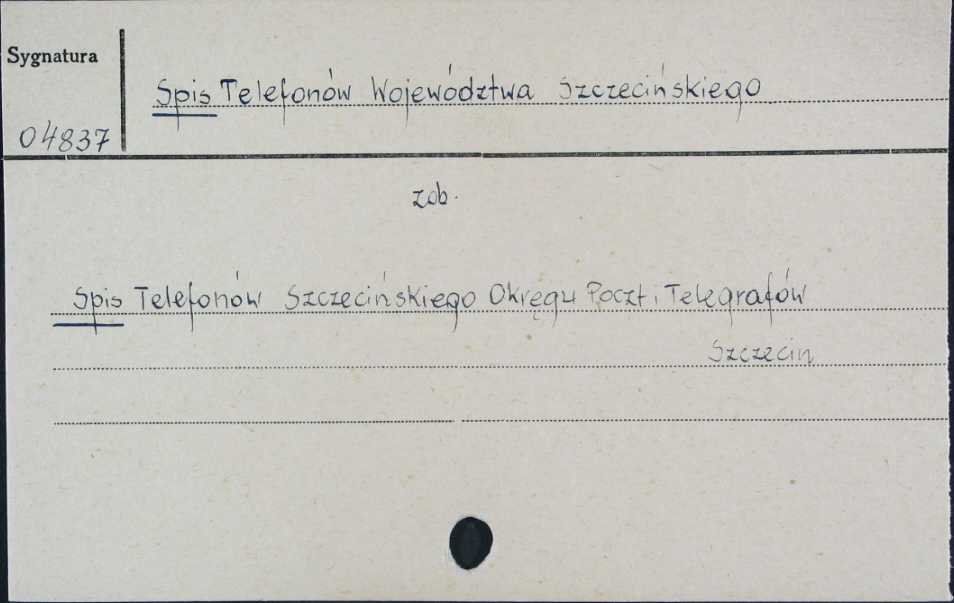 Sygnatura
Spis Telefonów Województwa Szczecińskiego
04837
zob.
Spis Telefonów Szczecińskiego Okręgu Poczt i Telegrafów
Szczecin